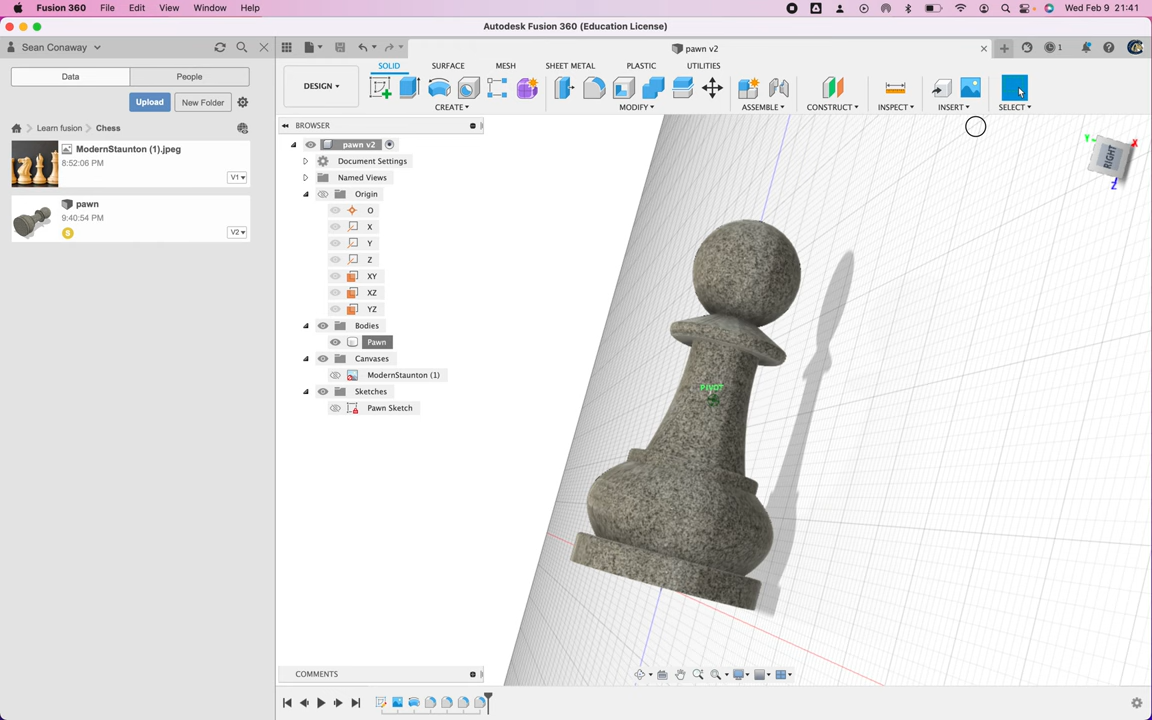 Fusion 360 File Edit View Window Help Wed Feb 9 21:41
Autodesk Fusion 360 (Education License)
Sean Conaway
pawn v2
1
Data People
Upload New Folder
Learn fusion Chess
ModernStaunton (1).jpeg
8:52:06 PM
V1
pawn
9:40:54 PM
S
V2
SOLID SURFACE MESH SHEET METAL PLASTIC UTILITIES
DESIGN
CREATE MODIFY ASSEMBLE CONSTRUCT INSPECT INSERT SELECT
BROWSER
pawn v2
Document Settings
Named Views
Origin
O
X
Y
Z
XY
XZ
YZ
Bodies
Pawn
Canvases
ModernStaunton (1)
Sketches
Pawn Sketch
Y X
RIGHT
Z
PIVOT
COMMENTS